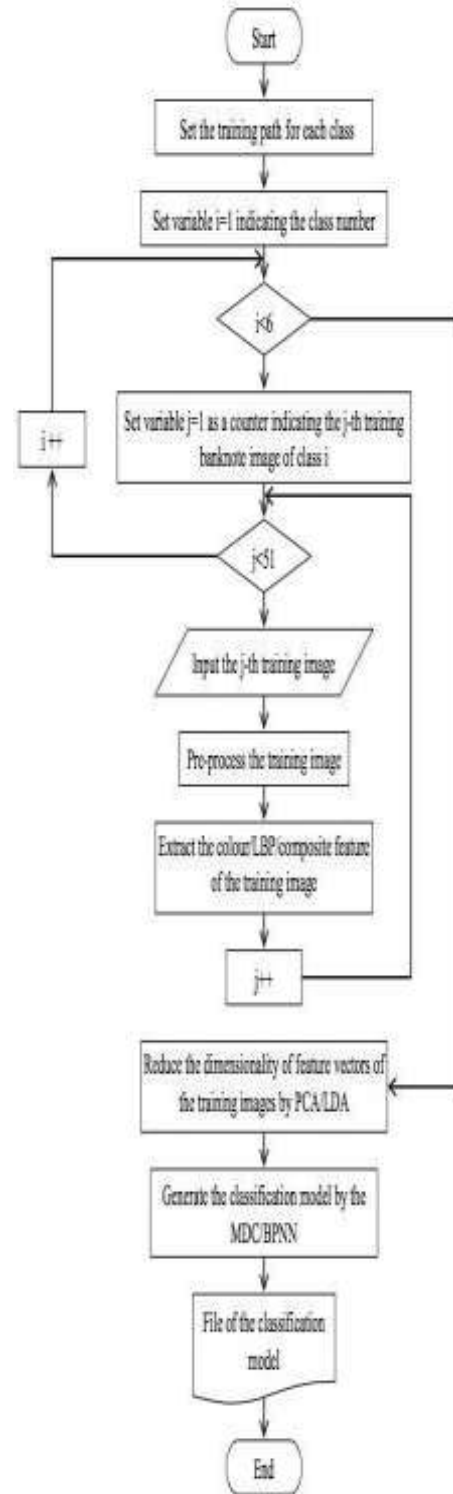 Start
Set the training path for each class
Set variable i=1 indicating the class number
i<6
Set variable j=1 as a counter indicating the j-th training
banknote image of class i
i++
j<51
Input the j-th training image
Pre-process the training image
Extract the colour/LBP/composite feature
of the training image
j++
Reduce the dimensionality of feature vectors of
the training images by PCA/LDA
Generate the classification model by the
MDC/BPNN
File of the classification
model
End